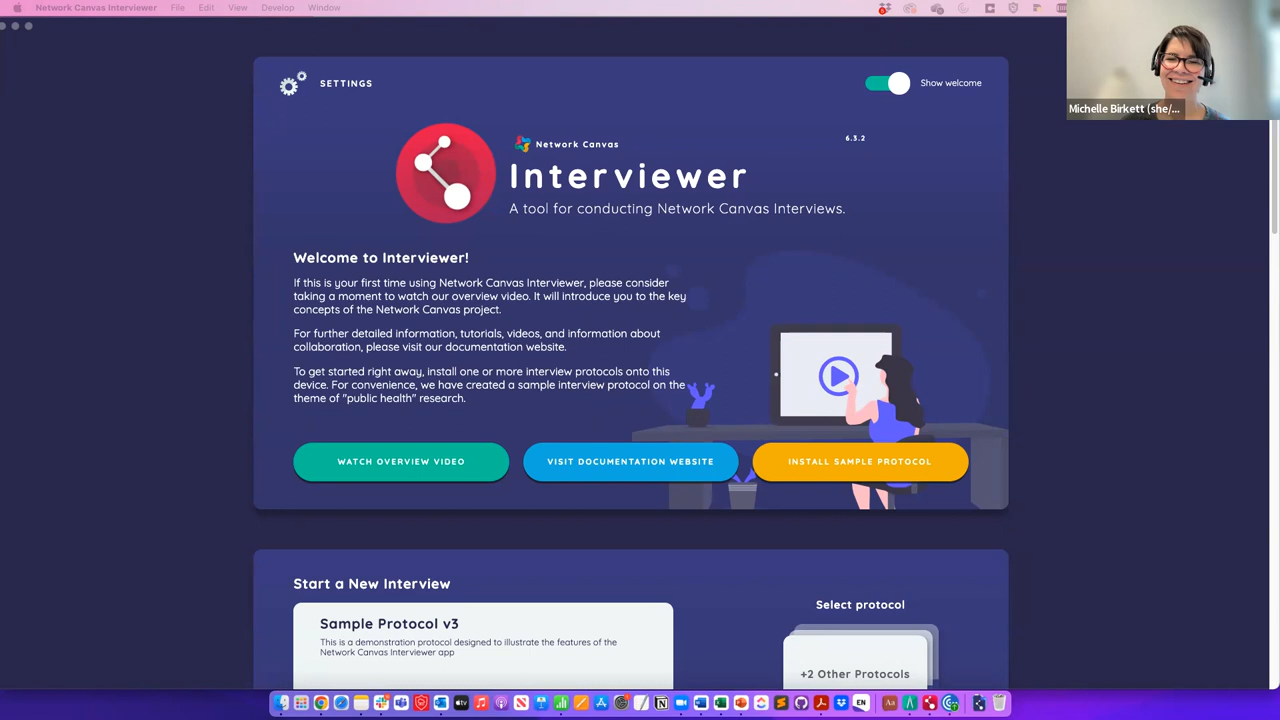 Network Canvas Interviewer File Edit View Develop Window
SETTINGS
Show welcome
Michelle Birkett (she/...
Network Canvas
6.3.2
Interviewer
A tool for conducting Network Canvas Interviews.
Welcome to Interviewer!
If this is your first time using Network Canvas Interviewer, please consider
taking a moment to watch our overview video. It will introduce you to the key
concepts of the Network Canvas project.
For further detailed information, tutorials, videos, and information about
collaboration, please visit our documentation website.
To get started right away, install one or more interview protocols onto this
device. For convenience, we have created a sample interview protocol on the
theme of "public health" research.
WATCH OVERVIEW VIDEO
VISIT DOCUMENTATION WEBSITE
INSTALL SAMPLE PROTOCOL
Start a New Interview
Select protocol
Sample Protocol v3
This is a demonstration protocol designed to illustrate the features of the
Network Canvas Interviewer app
+2 Other Protocols
EN
Aa